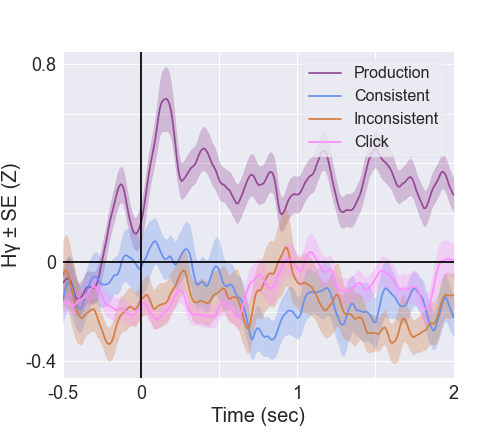 0.8
0
-0.4
Hγ ± SE (Z)
Production
Consistent
Inconsistent
Click
-0.5
0
1
2
Time (sec)